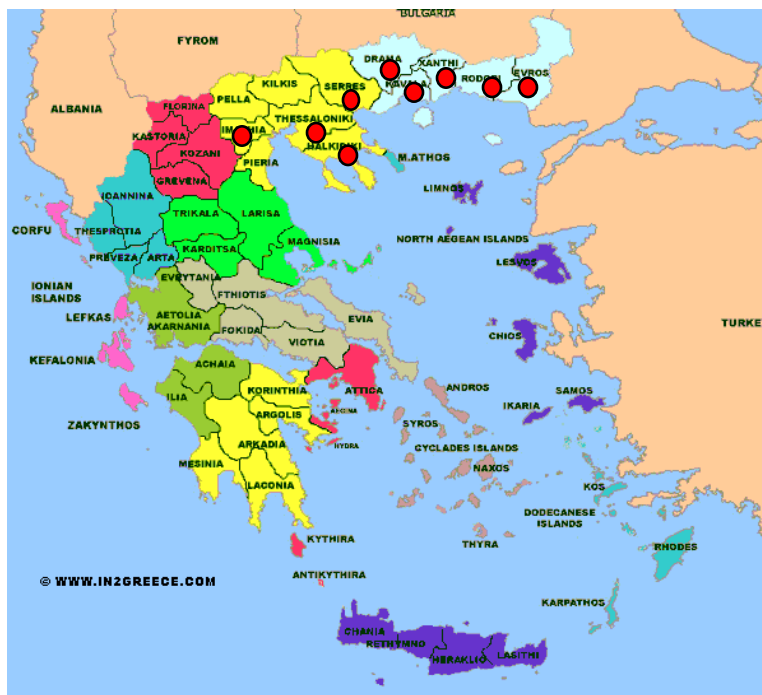 BULGARIA
FYROM
DRAMA
XANTHI
KILKIS
SERRES
RODOPI
EVROS
PELLA
KAVALA
ALBANIA
FLORINA
THESSALONIKI
IMATHIA
KASTORIA
HALKIDIKI
KOZANI
PIERIA
M.ATHOS
GREVENA
LIMNOS
IOANNINA
TRIKALA
LARISA
CORFU
THESPROTIA
NORTH AEGEAN ISLANDS
MAGNISIA
KARDITSA
PREVEZA
ARTA
LESVOS
EVRYTANIA
IONIAN
ISLANDS
FTHIOTIS
LEFKAS
AETOLIA
AKARNANIA
EVIA
TURKE
FOKIDA
CHIOS
VIOTIA
KEFALONIA
ACHAIA
ATTICA
ANDROS
KORINTHIA
SAMOS
ILIA
AEGINA
IKARIA
ARGOLIS
ZAKYNTHOS
SYROS
HYDRA
ARKADIA
CYCLADES ISLANDS
MESINIA
NAXOS
LACONIA
KOS
DODECANESE
ISLANDS
KYTHIRA
THYRA
RHODES
ANTIKYTHIRA
© WWW.IN2GREECE.COM
KARPATHOS
CHANIA
RETHYMNO
HERAKLIO
LASITHI